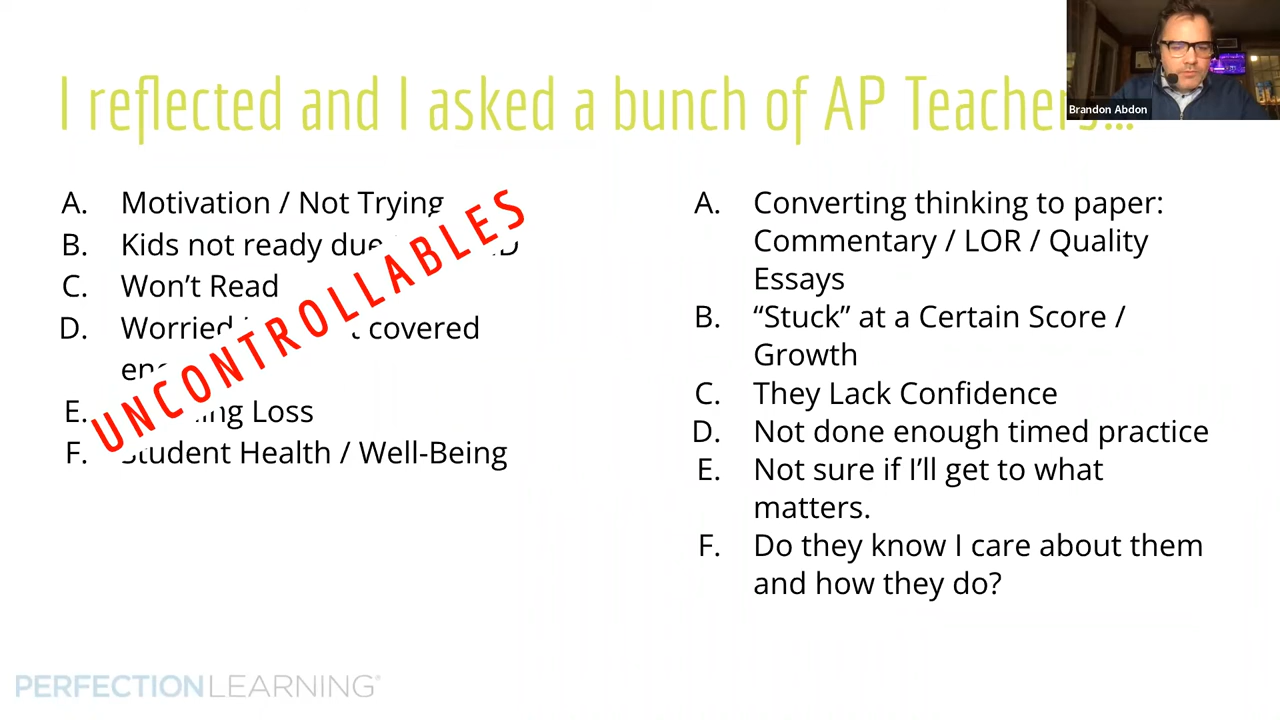 I reflected and I asked a bunch of AP Teachers...
Brandon Abdon
A. Motivation / Not Trying
B. Kids not ready due
C. Won’t Read
D. Worried covered
E. Loss
F. Student Health / Well-Being
UNCONTROLLABLES
A. Converting thinking to paper:
Commentary / LOR / Quality
Essays
B. “Stuck” at a Certain Score /
Growth
C. They Lack Confidence
D. Not done enough timed practice
E. Not sure if I’ll get to what
matters.
F. Do they know I care about them
and how they do?
PERFECTION LEARNING®